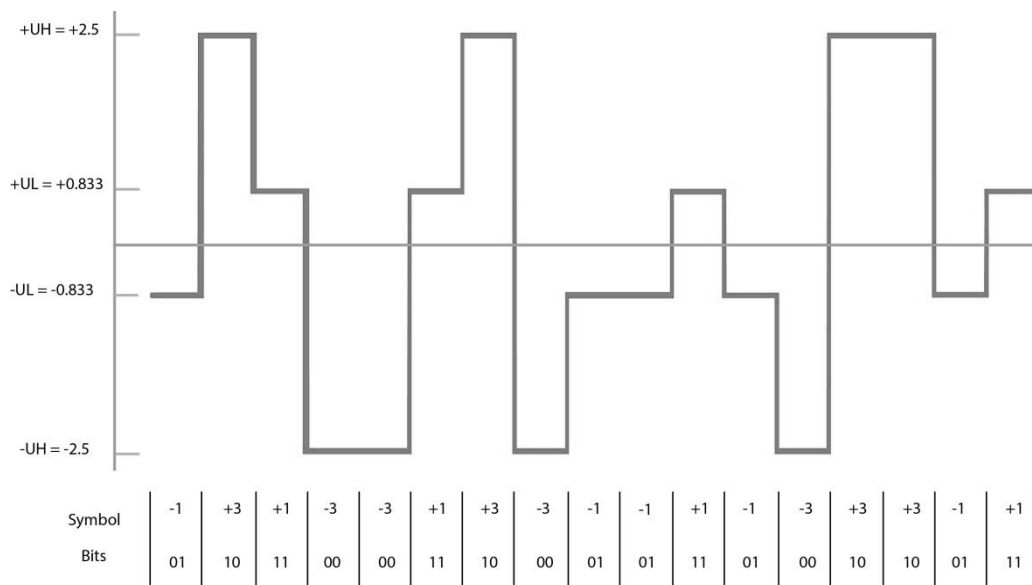 +UH = +2.5
+UL = +0.833
-UL = -0.833
-UH = -2.5
Symbol -1 +3 +1 -3 -3 +1 +3 -3 -1 -1 +1 -1 -3 +3 +3 -1 +1
Bits 01 10 11 00 00 11 10 00 01 01 11 01 00 10 10 01 11